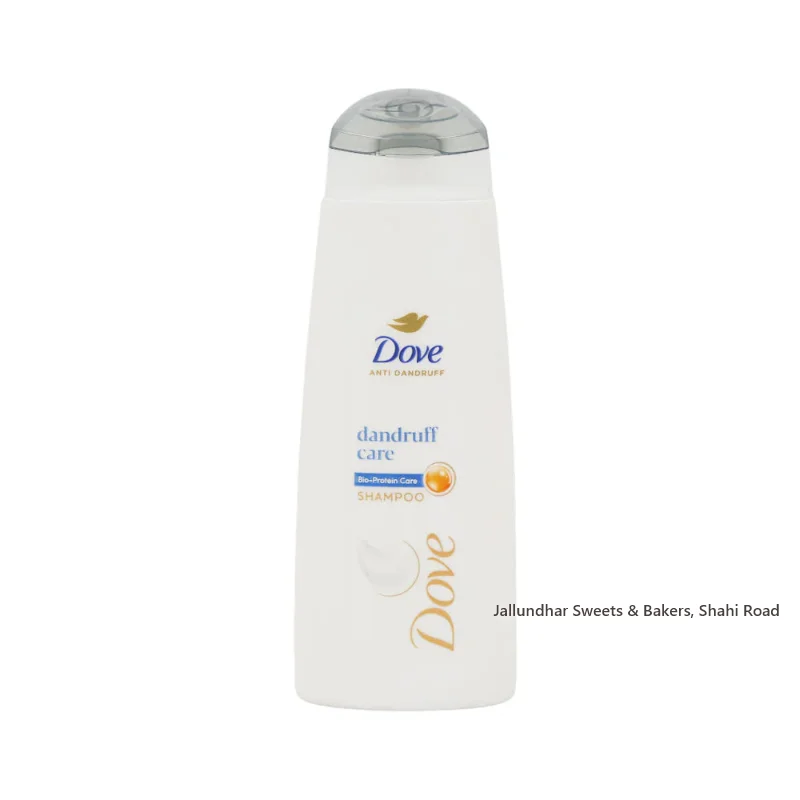 Dove
ANTI DANDRUFF
dandruff
care
Bio-Protein Care
SHAMPOO
Dove
Jallundhar Sweets & Bakers, Shahi Road